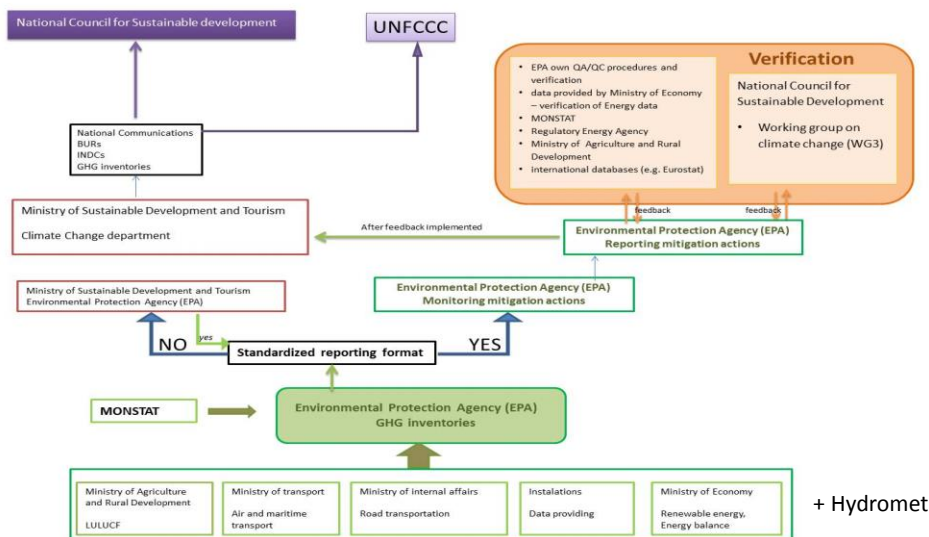 National Council for Sustainable development
UNFCCC
Verification
• EPA own QA/QC procedures and
verification
• data provided by Ministry of Economy
– verification of Energy data
• MONSTAT
• Regulatory Energy Agency
• Ministry of Agriculture and Rural
Development
• international databases (e.g. Eurostat)
National Council for
Sustainable Development
• Working group on
climate change (WG3)
National Communications
BURs
INDCs
GHG inventories
feedback
feedback
Ministry of Sustainable Development and Tourism
Climate Change department
After feedback implemented
Environmental Protection Agency (EPA)
Reporting mitigation actions
Ministry of Sustainable Development and Tourism
Environmental Protection Agency (EPA)
Environmental Protection Agency (EPA)
Monitoring mitigation actions
NO
yes
Standardized reporting format
YES
MONSTAT
Environmental Protection Agency (EPA)
GHG inventories
Ministry of Agriculture
and Rural Development
LULUCF
Ministry of transport
Air and maritime
transport
Ministry of internal affairs
Road transportation
Instalations
Data providing
Ministry of Economy
Renewable energy,
Energy balance
+ Hydromet